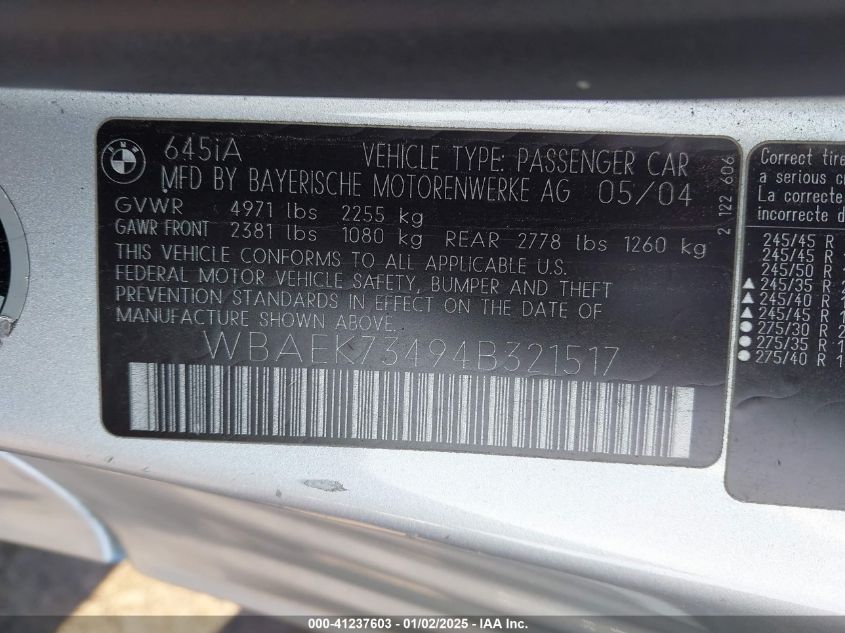 BMW
645iA VEHICLE TYPE: PASSENGER CAR
MFD BY BAYERISCHE MOTORENWERKE AG 05/04
GVWR 4971 lbs 2255 kg
GAWR FRONT 2381 lbs 1080 kg REAR 2778 lbs 1260 kg
THIS VEHICLE CONFORMS TO ALL APPLICABLE U.S.
FEDERAL MOTOR VEHICLE SAFETY, BUMPER AND THEFT
PREVENTION STANDARDS IN EFFECT ON THE DATE OF
MANUFACTURE SHOWN ABOVE.
WBAEK73494B321517
2 122 606
Correct tire
a serious
La correcte
incorrecte
245/45 R
245/45 R
245/50 R
245/35 R
245/40 R
245/45 R
275/30 R
275/35 R
275/40 R
000-41237603 - 01/02/2025 - IAA Inc.